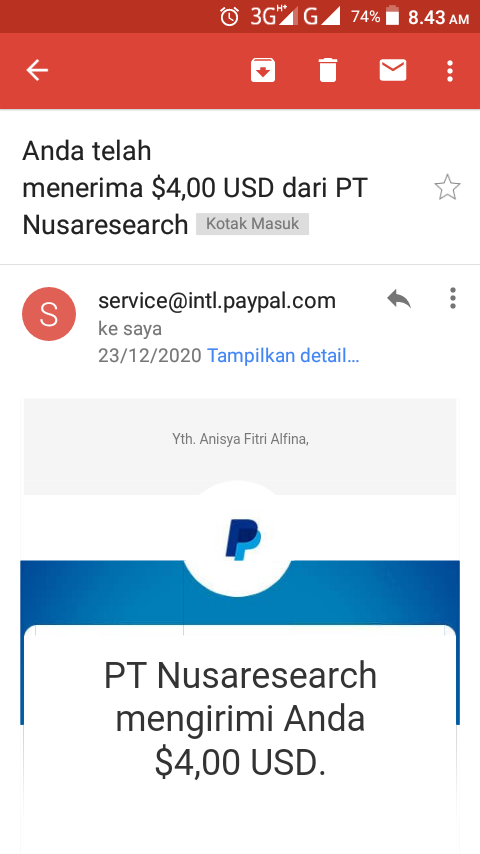 3G H+ G 74% 8.43 AM
Anda telah
menerima $4,00 USD dari PT
Nusaresearch Kotak Masuk
S service@intl.paypal.com
ke saya
23/12/2020 Tampilkan detail...
Yth. Anisya Fitri Alfina,
PT Nusaresearch
mengirimi Anda
$4,00 USD.